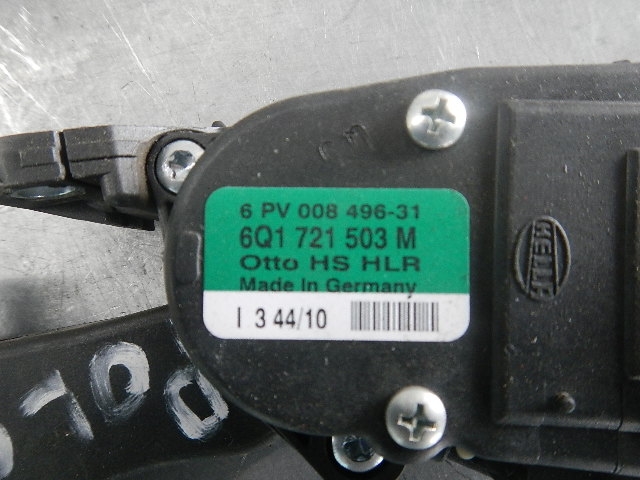 6 PV 008 496-31
6Q1 721 503 M
Otto HS HLR
Made In Germany
I 3 44/10
HELLA